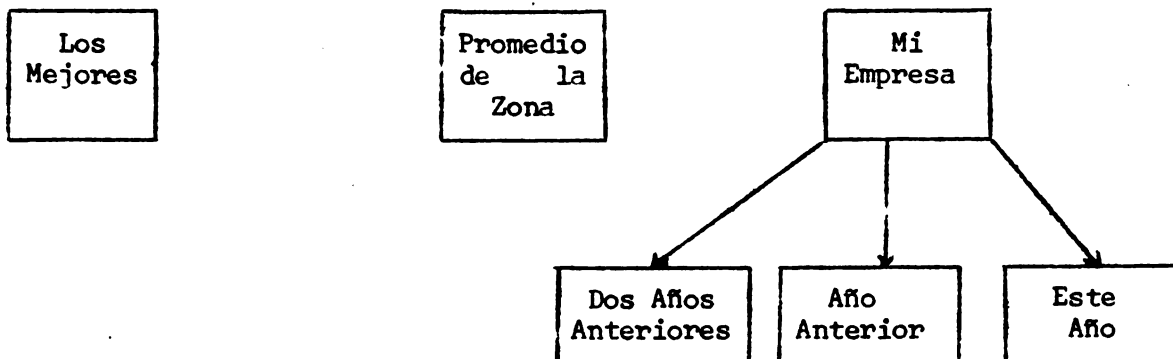 Los
Mejores
Promedio
de la
Zona
Mi
Empresa
Dos Años
Anteriores
Año
Anterior
Este
Año